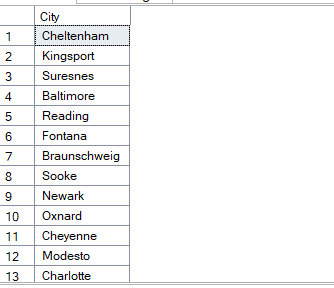 City
1 Cheltenham
2 Kingsport
3 Suresnes
4 Baltimore
5 Reading
6 Fontana
7 Braunschweig
8 Sooke
9 Newark
10 Oxnard
11 Cheyenne
12 Modesto
13 Charlotte